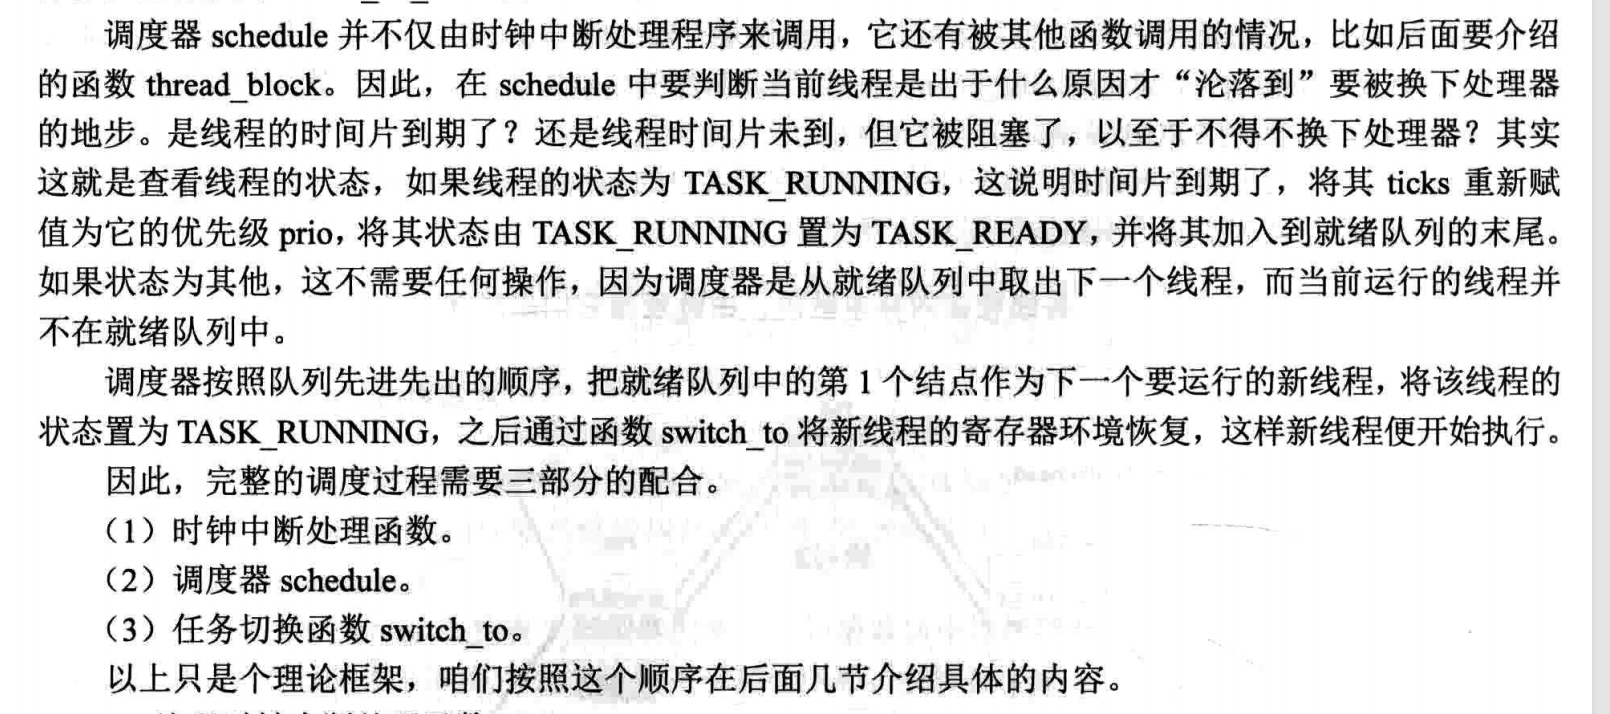 调度器 schedule 并不仅由时钟中断处理程序来调用，它还有被其他函数调用的情况，比如后面要介绍
的函数 thread_block。因此，在 schedule 中要判断当前线程是出于什么原因才“沦落到”要被换下处理器
的地步。是线程的时间片到期了？还是线程时间片未到，但它被阻塞了，以至于不得不换下处理器？其实
这就是查看线程的状态，如果线程的状态为 TASK_RUNNING，这说明时间片到期了，将其 ticks 重新赋
值为它的优先级 prio，将其状态由 TASK_RUNNING 置为 TASK_READY，并将其加入到就绪队列的末尾。
如果状态为其他，这不需要任何操作，因为调度器是从就绪队列中取出下一个线程，而当前运行的线程并
不在就绪队列中。
调度器按照队列先进先出的顺序，把就绪队列中的第 1 个结点作为下一个要运行的新线程，将该线程的
状态置为 TASK_RUNNING，之后通过函数 switch_to 将新线程的寄存器环境恢复，这样新线程便开始执行。
因此，完整的调度过程需要三部分的配合。
（1）时钟中断处理函数。
（2）调度器 schedule。
（3）任务切换函数 switch_to。
以上只是个理论框架，咱们按照这个顺序在后面几节介绍具体的内容。